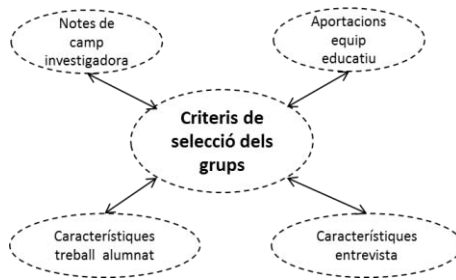 Notes de
camp
investigadora
Aportacions
equip
educatiu
Criteris de
selecció dels
grups
Característiques
treball alumnat
Característiques
entrevista